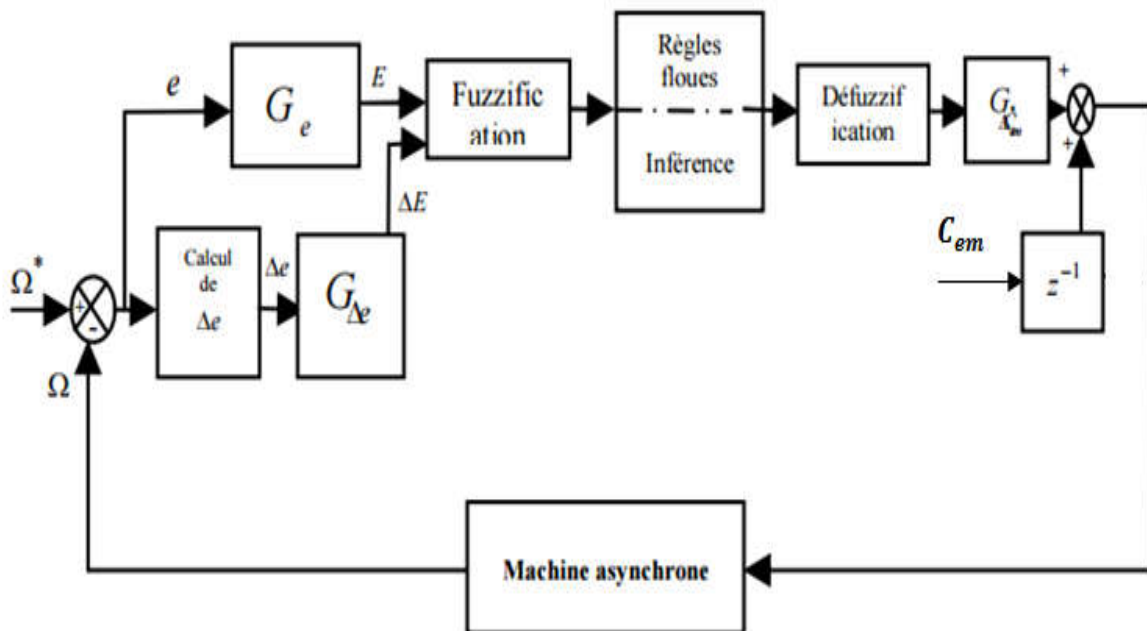 e
G e
E
Fuzzific
ation
Règles
floues
Inférence
Défuzzif
ication
G
+
+
ΔE
C em
z⁻¹
Ω*
+
-
Calcul
de
Δe
Δe
G Δe
Ω
Machine asynchrone